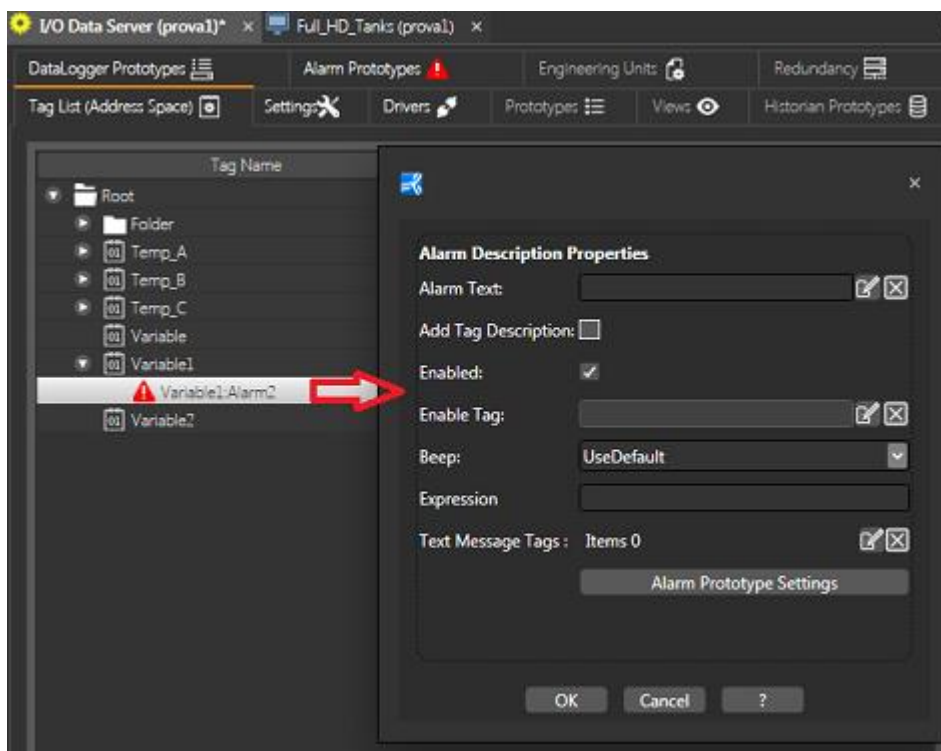 I/O Data Server (prova1)* × Full_HD_Tanks (prova1) ×
DataLogger Prototypes Alarm Prototypes Engineering Units Redundancy
Tag List (Address Space) Settings Drivers Prototypes Views Historian Prototypes
Tag Name
Root
Folder
Temp_A
Temp_B
Temp_C
Variable
Variable1
Variable1:Alarm2
Variable2
Alarm Description Properties
Alarm Text:
Add Tag Description:
Enabled:
Enable Tag:
Beep: UseDefault
Expression
Text Message Tags : Items 0
Alarm Prototype Settings
OK Cancel ?